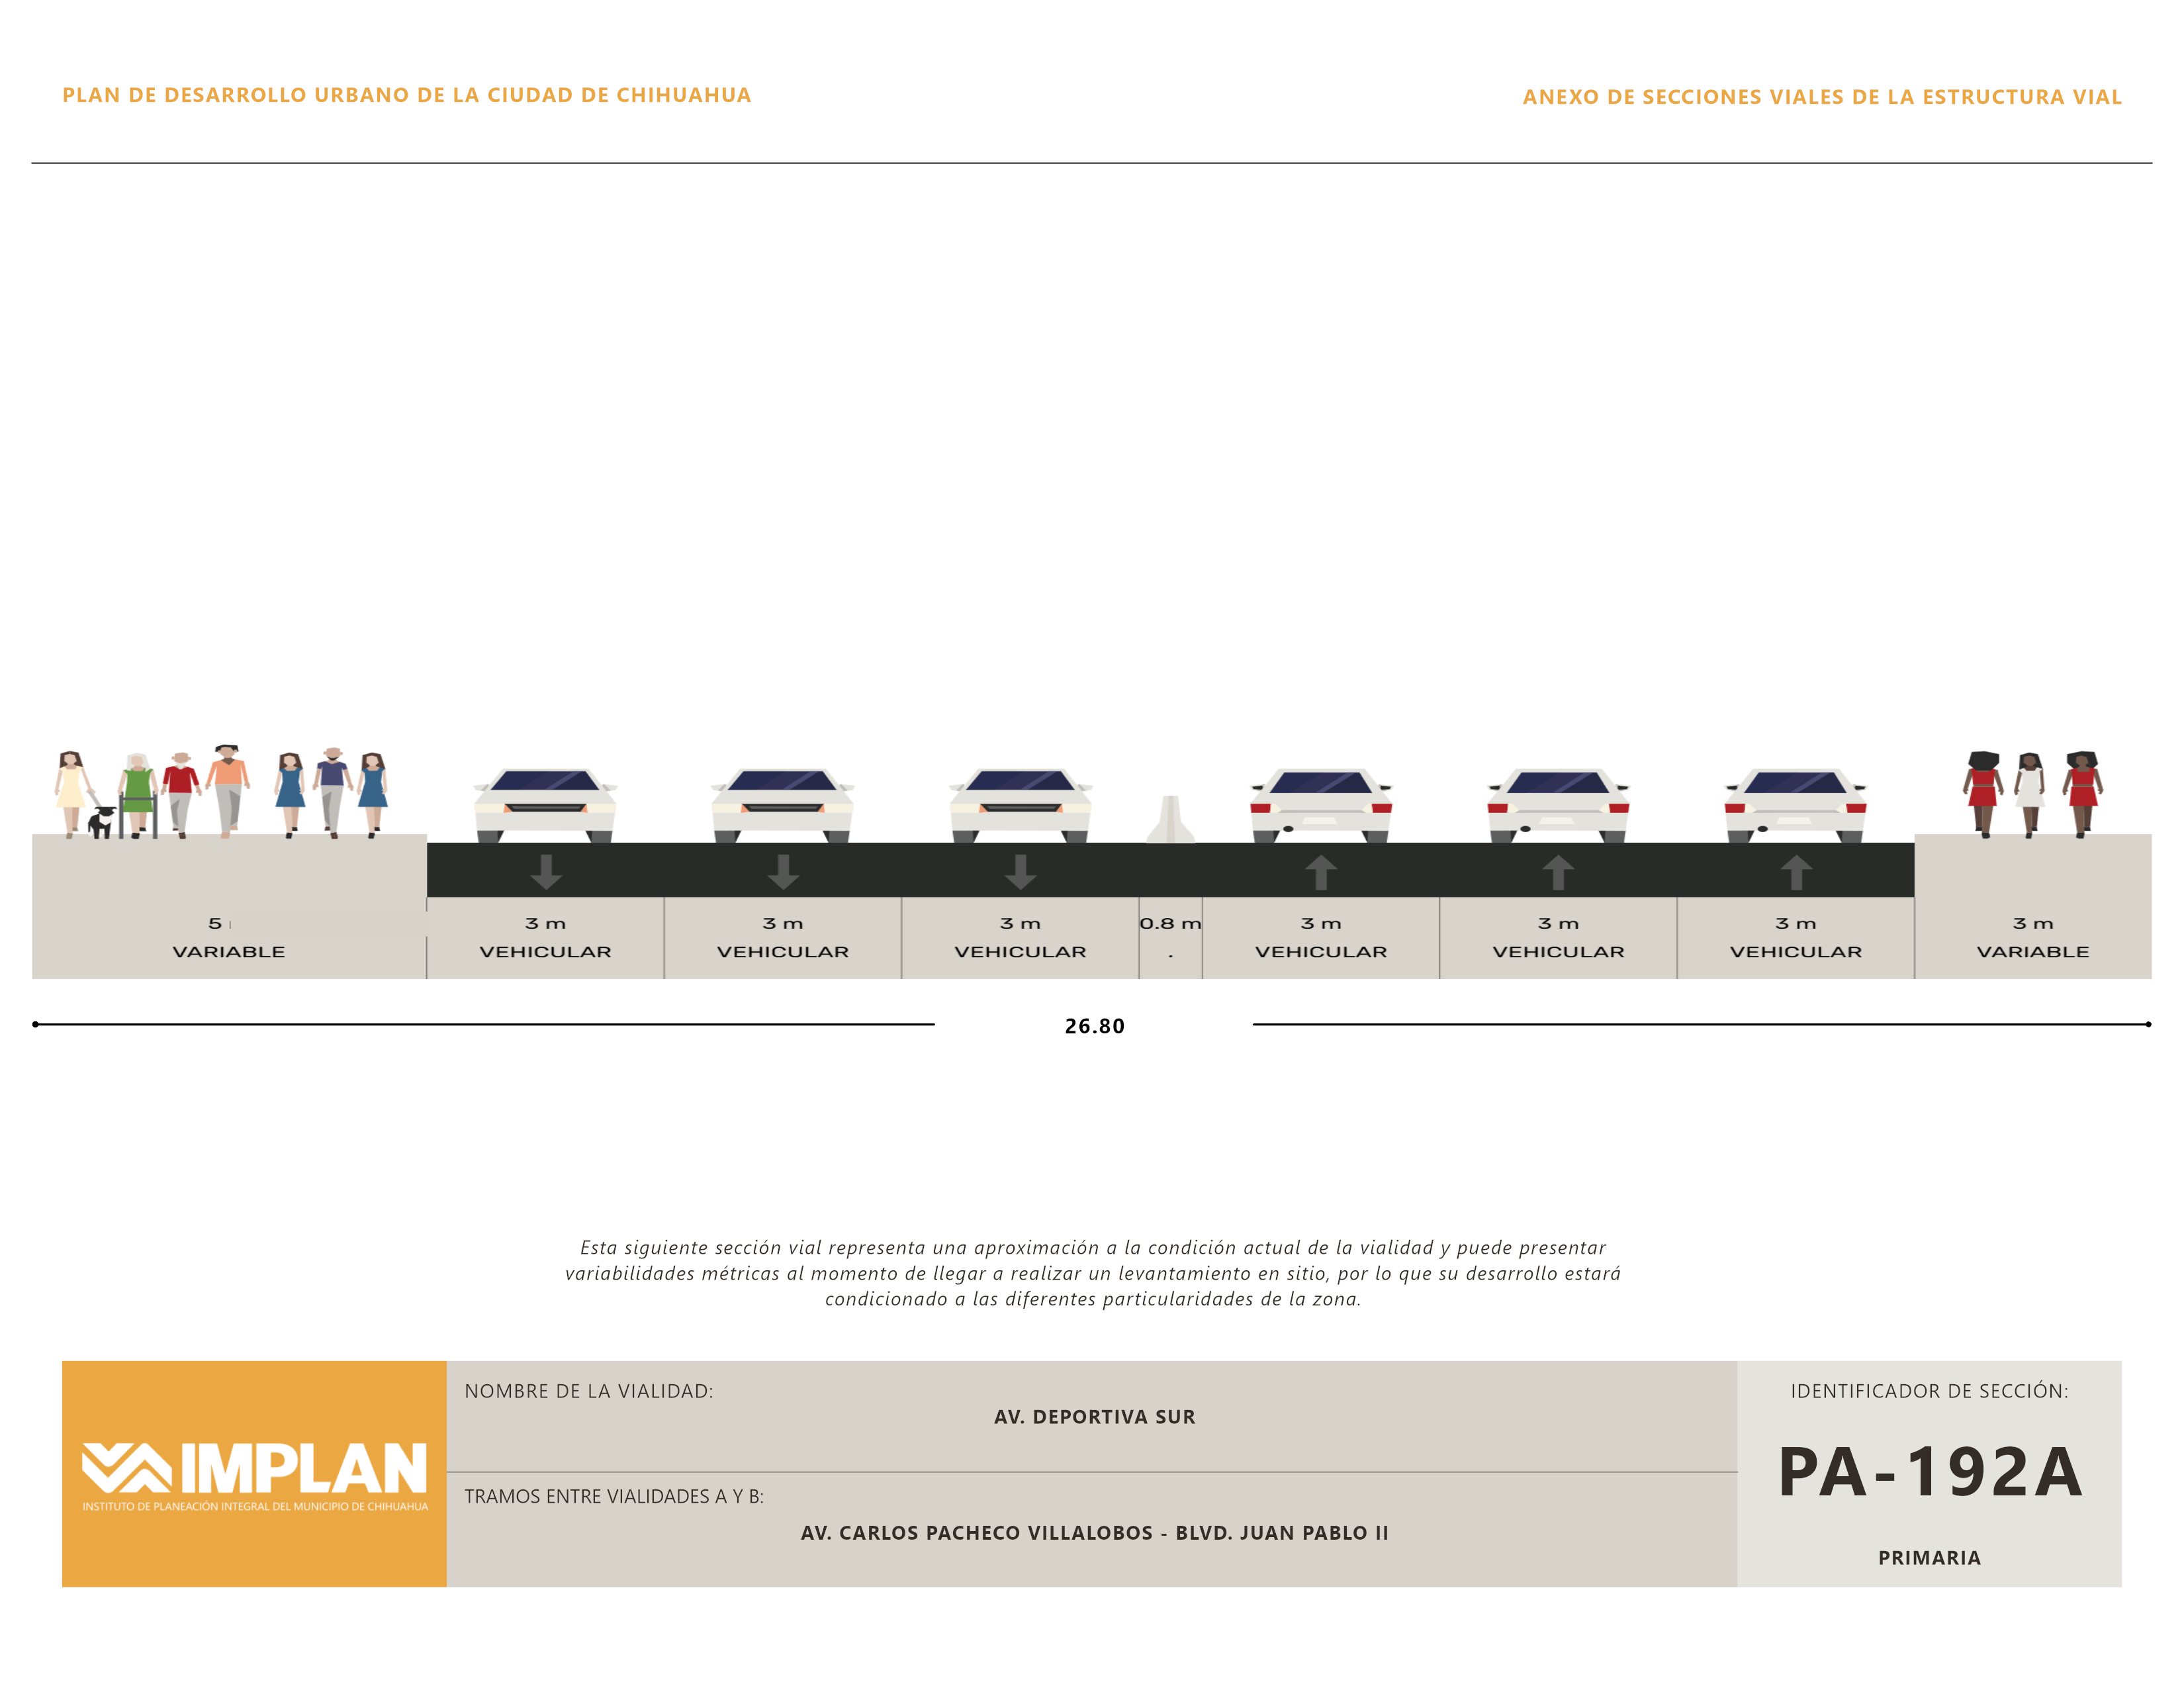 PLAN DE DESARROLLO URBANO DE LA CIUDAD DE CHIHUAHUA
ANEXO DE SECCIONES VIALES DE LA ESTRUCTURA VIAL
5
VARIABLE
3 m
VEHICULAR
3 m
VEHICULAR
3 m
VEHICULAR
0.8 m
.
3 m
VEHICULAR
3 m
VEHICULAR
3 m
VEHICULAR
3 m
VARIABLE
26.80
Esta siguiente sección vial representa una aproximación a la condición actual de la vialidad y puede presentar
variabilidades métricas al momento de llegar a realizar un levantamiento en sitio, por lo que su desarrollo estará
condicionado a las diferentes particularidades de la zona.
IMPLAN
INSTITUTO DE PLANEACIÓN INTEGRAL DEL MUNICIPIO DE CHIHUAHUA
NOMBRE DE LA VIALIDAD:
AV. DEPORTIVA SUR
TRAMOS ENTRE VIALIDADES A Y B:
AV. CARLOS PACHECO VILLALOBOS - BLVD. JUAN PABLO II
IDENTIFICADOR DE SECCIÓN:
PA-192A
PRIMARIA